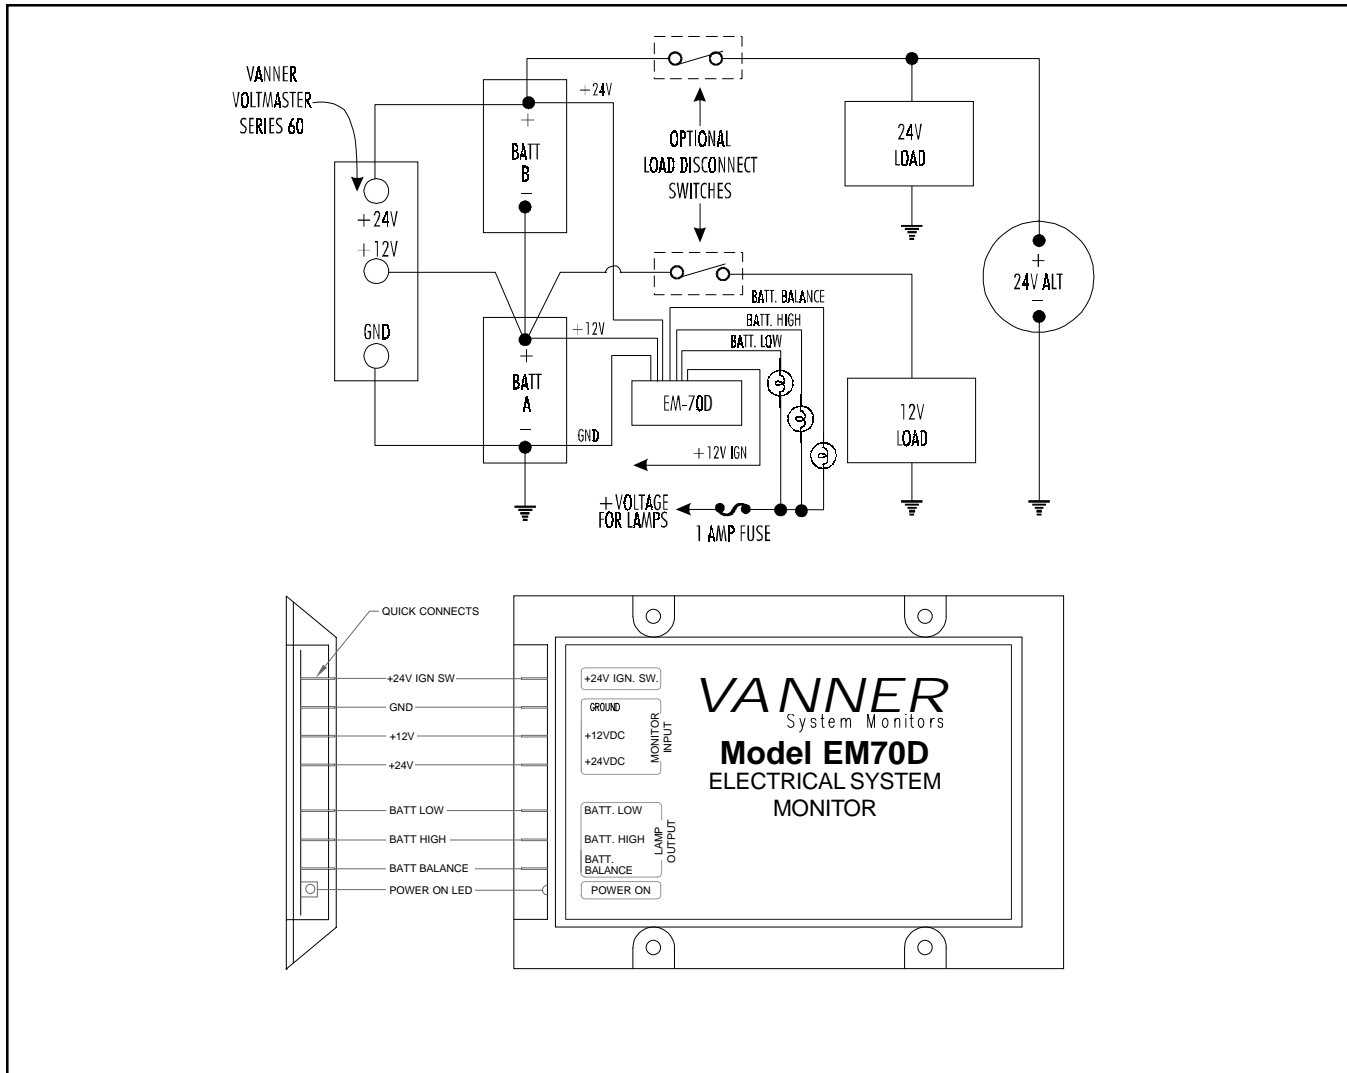 VANNER
VOLTMASTER
SERIES 60
+24V
+
BATT
B
−
OPTIONAL
LOAD DISCONNECT
SWITCHES
24V
LOAD
+24V
+12V
GND
+
24V ALT
−
BATT. BALANCE
BATT. HIGH
BATT. LOW
+12V
+
BATT
A
−
GND
EM-70D
+12V IGN
12V
LOAD
+VOLTAGE
FOR LAMPS
1 AMP FUSE
QUICK CONNECTS
+24V IGN SW
GND
+12V
+24V
BATT LOW
BATT HIGH
BATT BALANCE
POWER ON LED
+24V IGN. SW.
GROUND
+12VDC
+24VDC
MONITOR
INPUT
BATT. LOW
BATT. HIGH
BATT.
BALANCE
LAMP
OUTPUT
POWER ON
VANNER
System Monitors
Model EM70D
ELECTRICAL SYSTEM
MONITOR